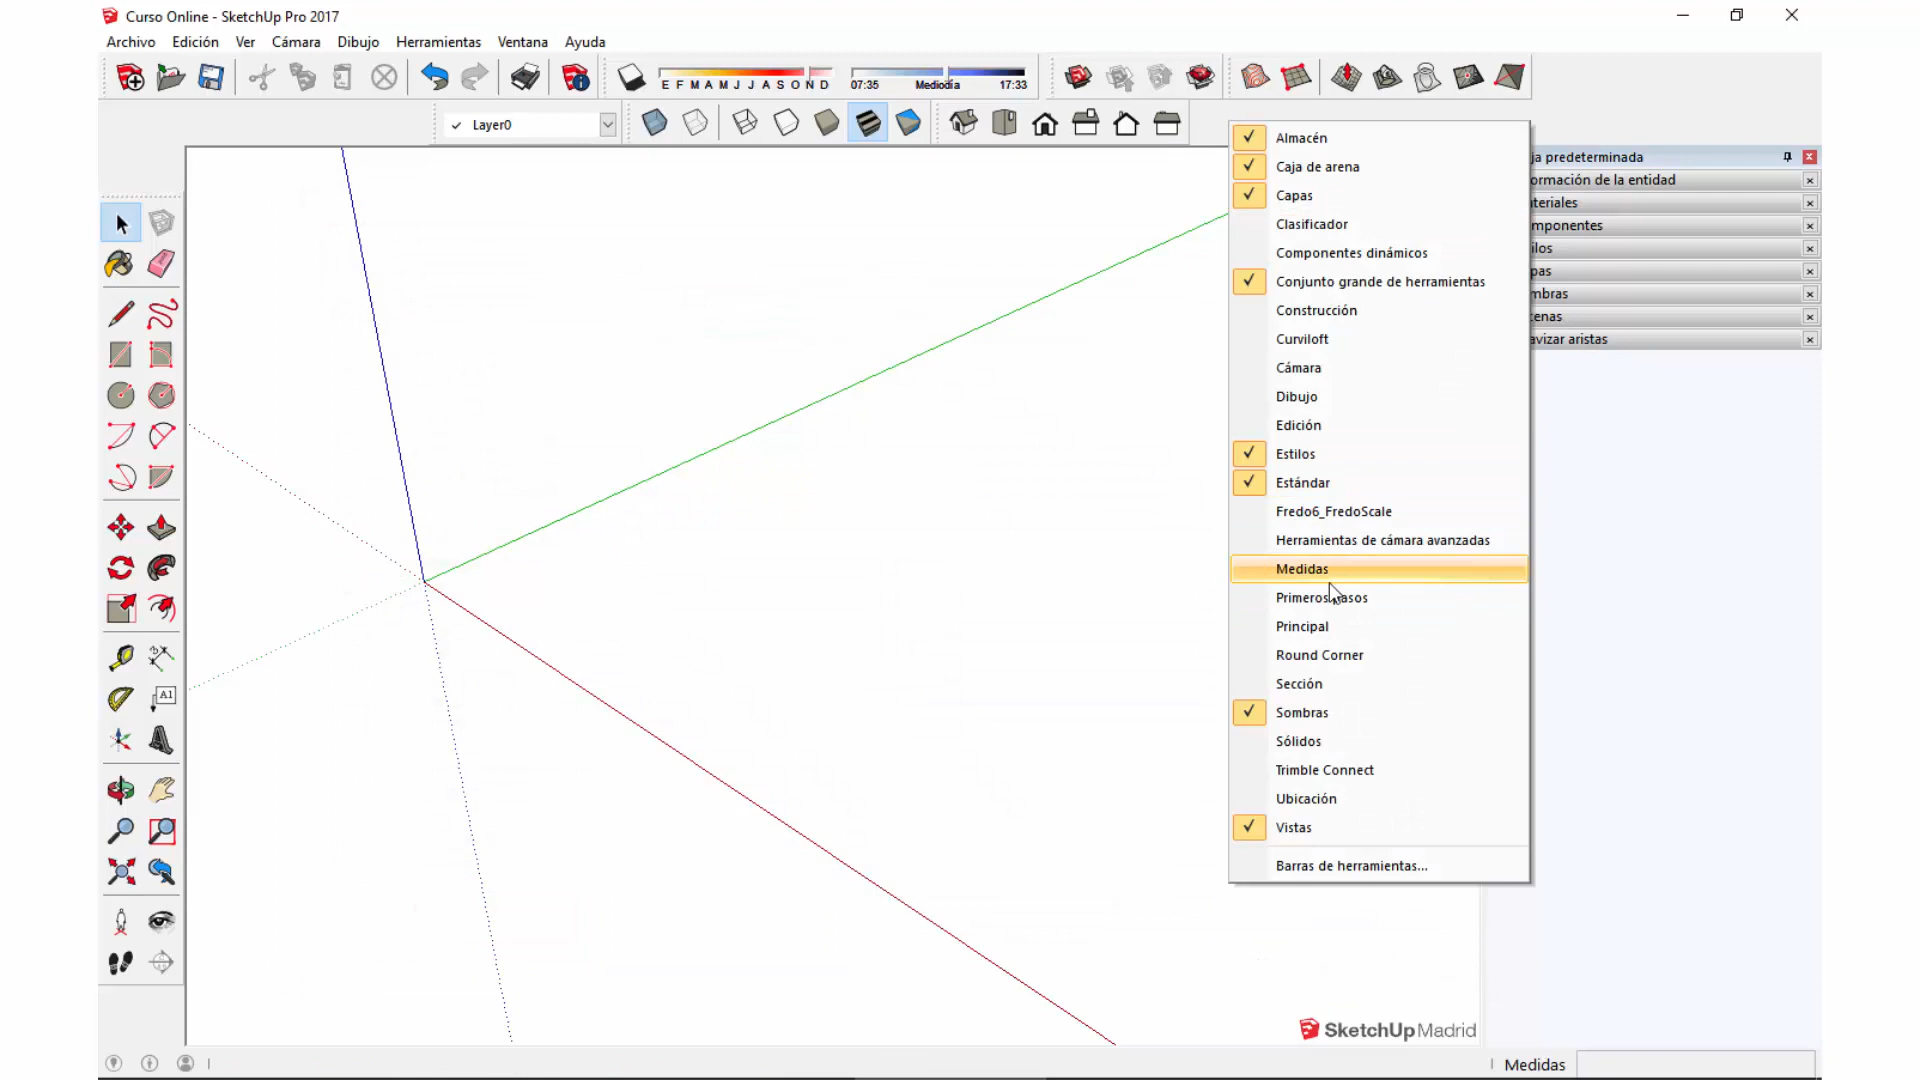 Curso Online - SketchUp Pro 2017
Archivo Edición Ver Cámara Dibujo Herramientas Ventana Ayuda
E F M A M J J A S O N D 07:35 Mediodía 17:33
Layer0
Almacén
Caja de arena
Capas
Clasificador
Componentes dinámicos
Conjunto grande de herramientas
Construcción
Curviloft
Cámara
Dibujo
Edición
Estilos
Estándar
Fredo6_FredoScale
Herramientas de cámara avanzadas
Medidas
Primeros asos
Principal
Round Corner
Sección
Sombras
Sólidos
Trimble Connect
Ubicación
Vistas
Barras de herramientas...
ja predeterminada
ormación de la entidad
teriales
mponentes
ilos
pas
mbras
enas
avizar aristas
A1
SketchUp Madrid
Medidas